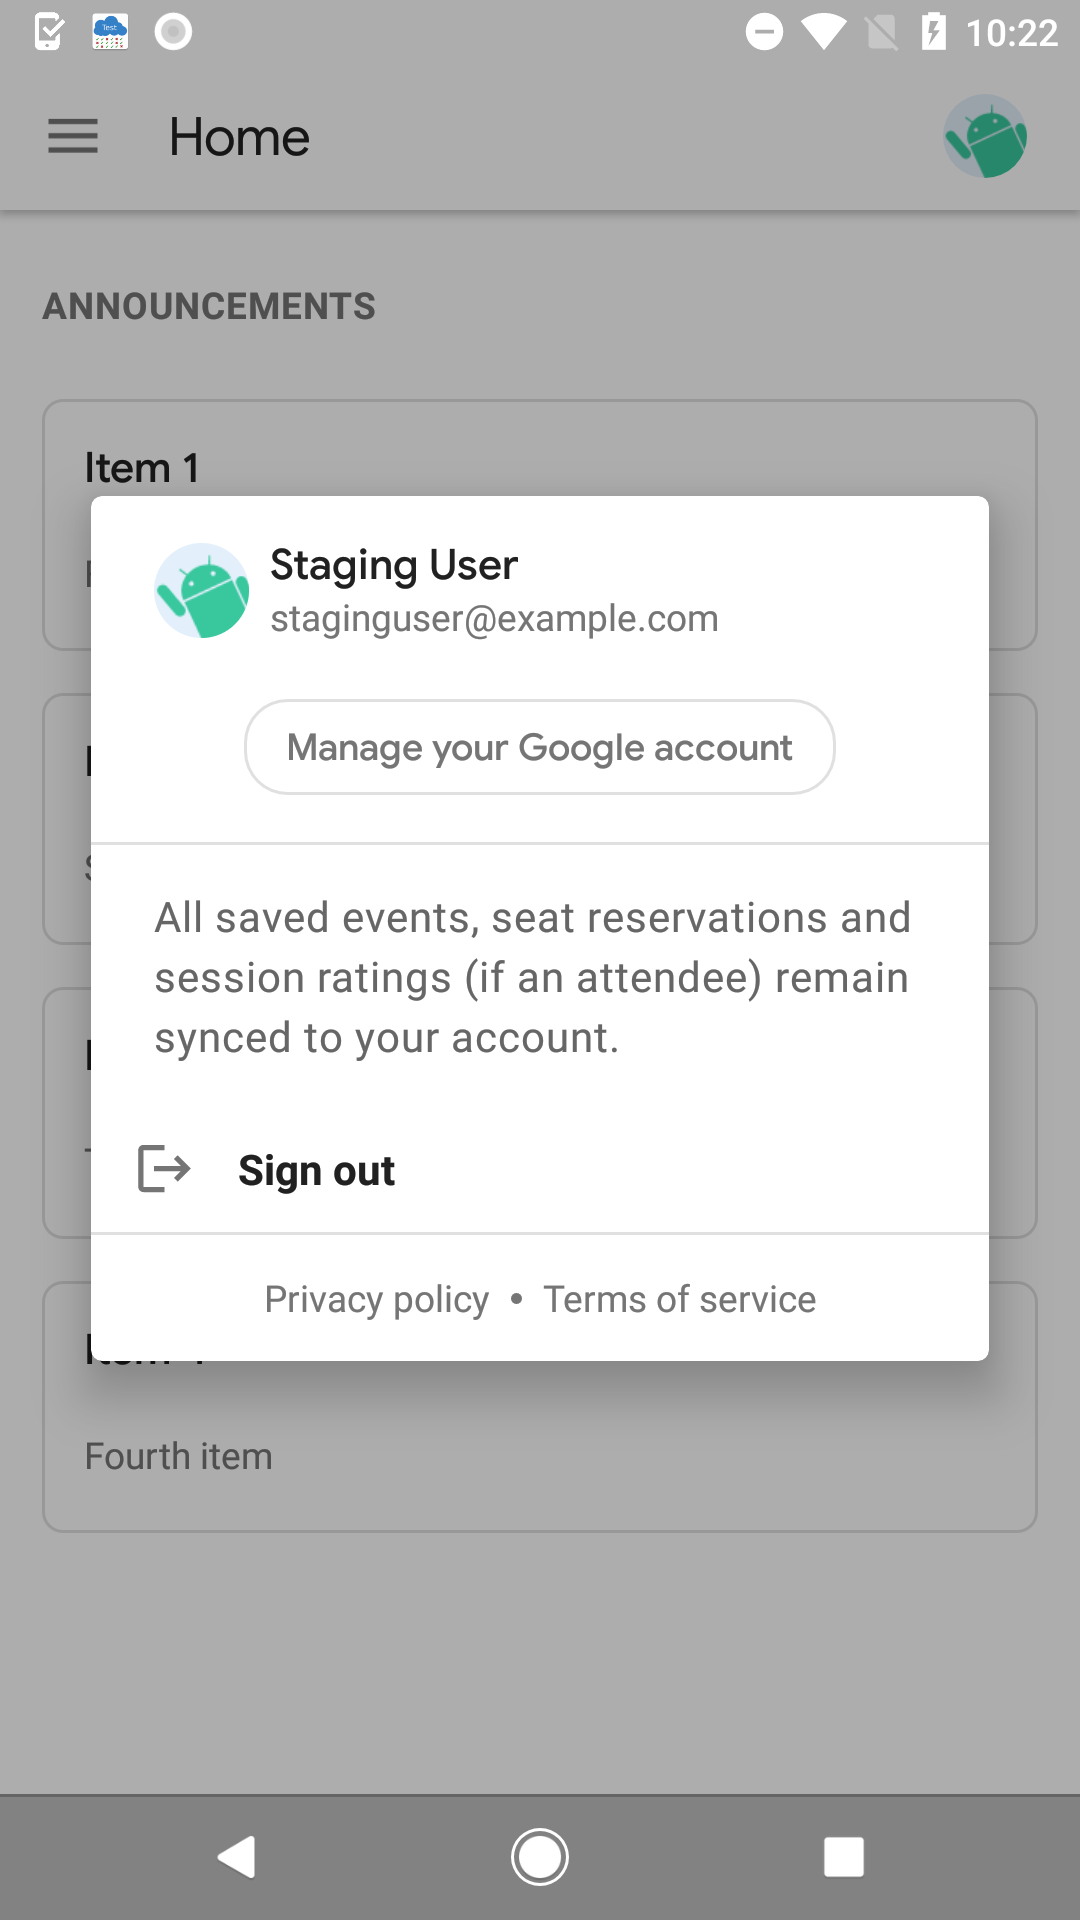 10:22
Home
ANNOUNCEMENTS
Item 1
Staging User
staginguser@example.com
Manage your Google account
All saved events, seat reservations and
session ratings (if an attendee) remain
synced to your account.
Sign out
Privacy policy • Terms of service
Fourth item